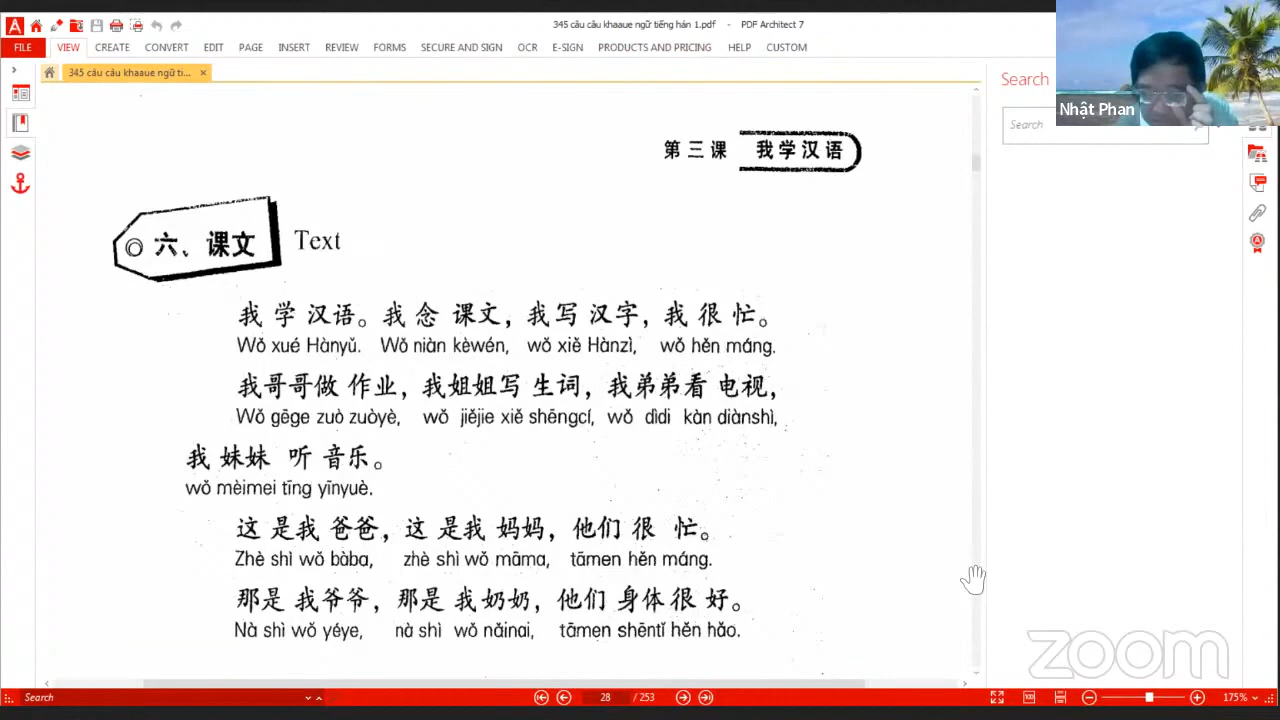 345 câu câu khaaue ngữ tiếng hán 1.pdf - PDF Architect 7
FILE VIEW CREATE CONVERT EDIT PAGE INSERT REVIEW FORMS SECURE AND SIGN OCR E-SIGN PRODUCTS AND PRICING HELP CUSTOM
345 câu câu khaaue ngữ ti... ×
Search
Search
Nhật Phan
第三课 我学汉语
六、课文 Text
我学汉语。我念课文，我写汉字，我很忙。
Wǒ xué Hànyǔ. Wǒ niàn kèwén, wǒ xiě Hànzì, wǒ hěn máng.
我哥哥做作业，我姐姐写生词，我弟弟看电视，
Wǒ gēge zuò zuòyè, wǒ jiějie xiě shēngcí, wǒ dìdi kàn diànshì,
我妹妹听音乐。
wǒ mèimei tīng yīnyuè.
这是我爸爸，这是我妈妈，他们很忙。
Zhè shì wǒ bàba, zhè shì wǒ māma, tāmen hěn máng.
那是我爷爷，那是我奶奶，他们身体很好。
Nà shì wǒ yéye, nà shì wǒ nǎinai, tāmen shēntǐ hěn hǎo.
zoom
Search 28 / 253 175%